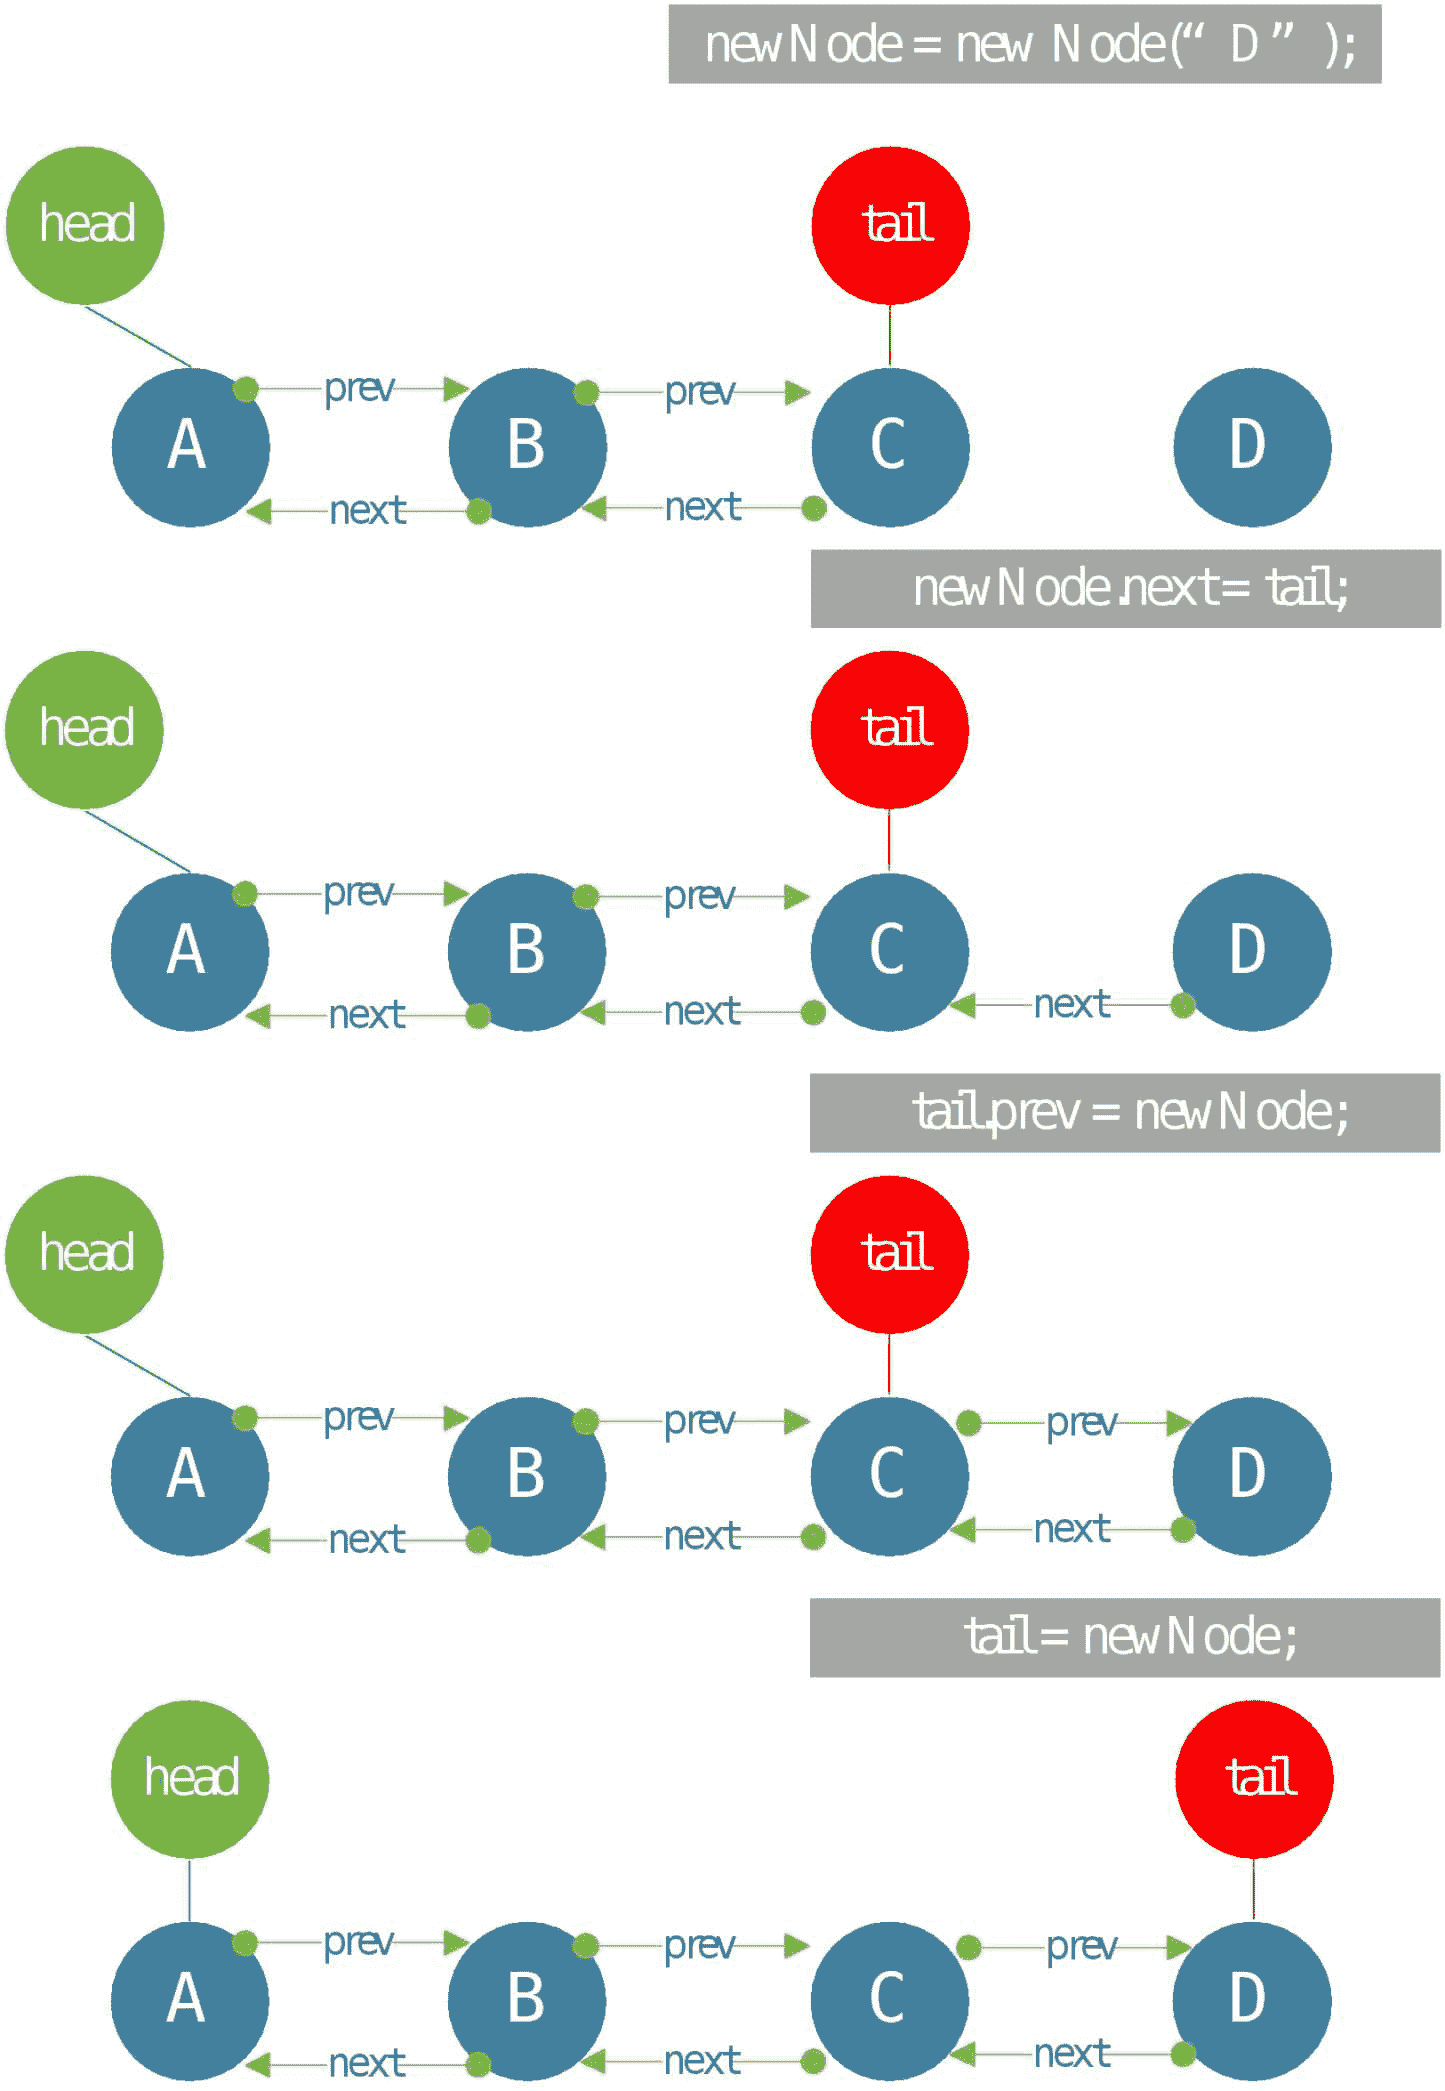 newNode = new Node(“ D ” );
head tail
prev prev
A B C D
next next
newNode.next = tail;
head tail
prev prev
A B C D
next next next
tail.prev = newNode;
head tail
prev prev prev
A B C D
next next next
tail = newNode;
head tail
prev prev prev
A B C D
next next next